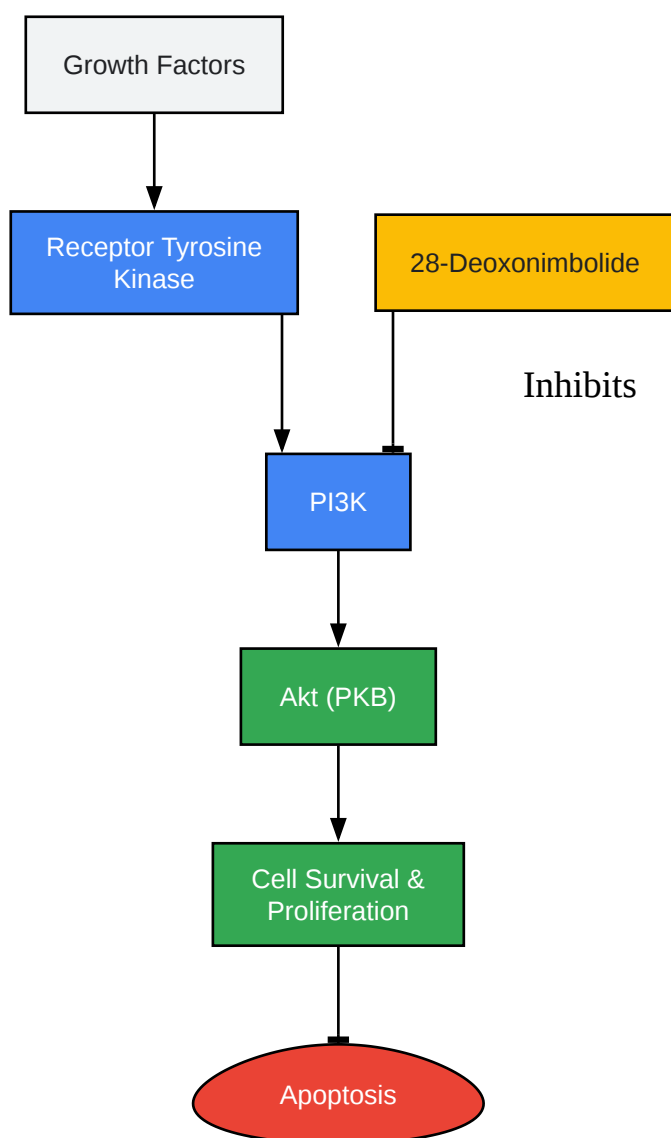 Growth Factors
Receptor Tyrosine
Kinase
28-Deoxonimbolide
Inhibits
PI3K
Akt (PKB)
Cell Survival &
Proliferation
Apoptosis